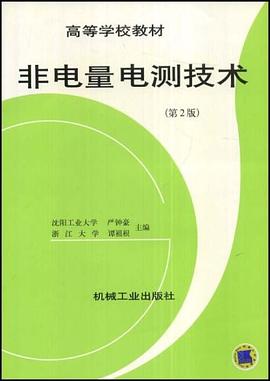 高等学校教材
非电量电测技术
(第2版)
沈阳工业大学 严钟豪
浙江大学 谭祖根 主编
机械工业出版社